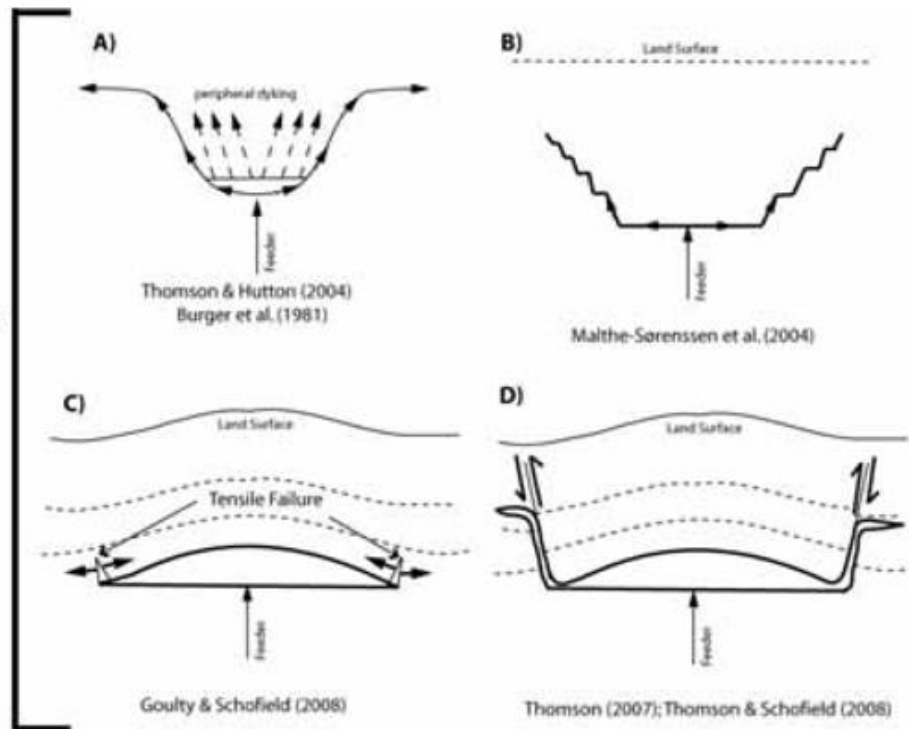 A)
peripheral dyking
Feeder
Thomson & Hutton (2004)
Burger et al. (1981)
B)
Land Surface
Feeder
Malthe-Sørenssen et al. (2004)
C)
Land Surface
Tensile Failure
Feeder
Goulty & Schofield (2008)
D)
Land Surface
Feeder
Thomson (2007); Thomson & Schofield (2008)